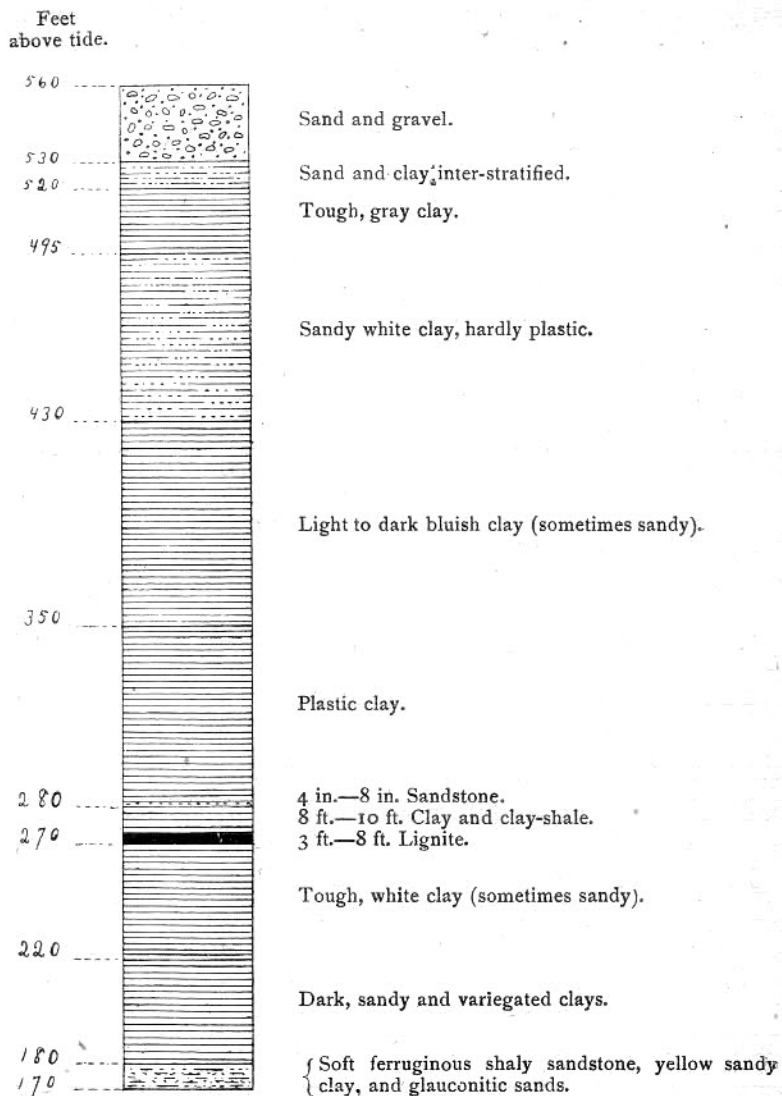 Feet
above tide.
560
Sand and gravel.
530
Sand and clay, inter-stratified.
520
Tough, gray clay.
495
Sandy white clay, hardly plastic.
430
Light to dark bluish clay (sometimes sandy).
350
Plastic clay.
280
4 in.—8 in. Sandstone.
8 ft.—10 ft. Clay and clay-shale.
270
3 ft.—8 ft. Lignite.
Tough, white clay (sometimes sandy).
220
Dark, sandy and variegated clays.
180
Soft ferruginous shaly sandstone, yellow sandy
170
clay, and glauconitic sands.